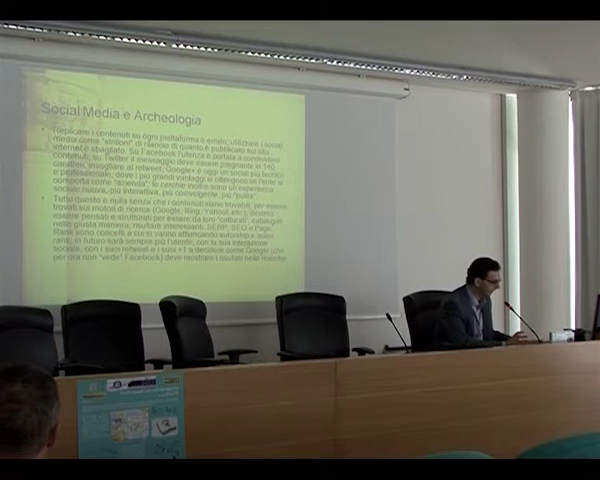 Social Media e Archeologia
• Replicare i contenuti su ogni piattaforma è errato; utilizzare i social
media come "strilloni" di rilancio di quanto è pubblicato sul sito
internet è sbagliato. Su Facebook l'utenza è portata a condividere
contenuti; su Twitter il messaggio deve essere pregnante in 140
caratteri, invogliare al retweet; Google+ è oggi un social più tecnico
e professionale; dove i più grandi vantaggi si ottengono se l'ente si
comporta come "azienda"; le cerchie inoltre sono un'esperienza
sociale nuova, più interattiva, più coinvolgente, più "pulita".
• Tutto questo è nulla senza che i contenuti siano trovabili; per essere
trovati sui motori di ricerca (Google, Bing, Yahoo!, etc.), devono
essere pensati e strutturati per essere da loro "catturati", catalogati
nella giusta maniera, risultare interessanti. SERP, SEO e Page
Rank sono concetti a cui si vanno affiancando autorship e autor
rank; in futuro sarà sempre più l'utente, con la sua interazione
sociale, con i suoi retweet e i suoi +1 a decidere come Google (che
per ora non "vede" Facebook) deve mostrare i risultati nelle ricerche